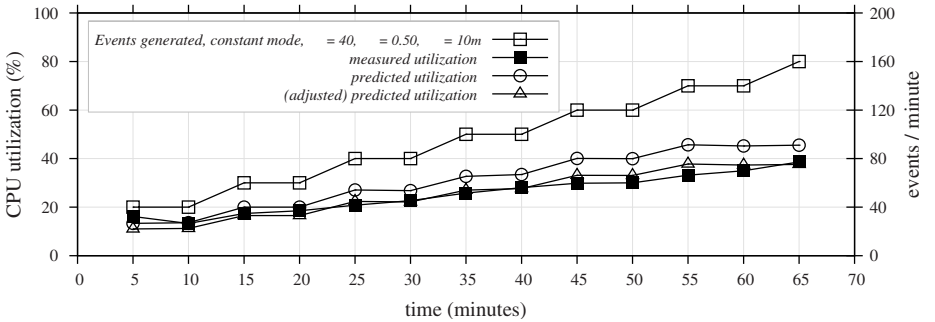 100
80
60
40
20
0
CPU utilization (%)
Events generated, constant mode, = 40, = 0.50, = 10m
measured utilization
predicted utilization
(adjusted) predicted utilization
200
160
120
80
40
0
events / minute
0 5 10 15 20 25 30 35 40 45 50 55 60 65 70
time (minutes)